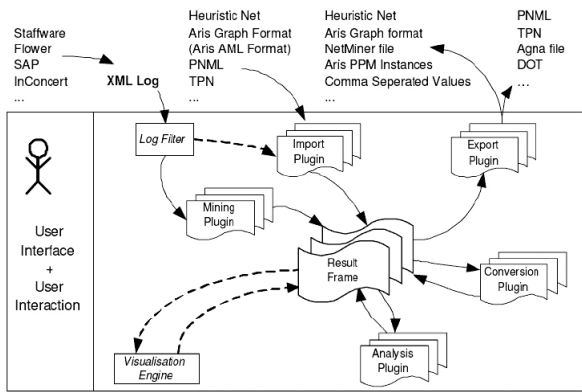 Staffware
Flower
SAP
InConcert
...
XML Log
Heuristic Net
Aris Graph Format
(Aris AML Format)
PNML
TPN
...
Heuristic Net
Aris Graph format
NetMiner file
Aris PPM Instances
Comma Seperated Values
...
PNML
TPN
Agna file
DOT
...
Log Filter
Import
Plugin
Export
Plugin
Mining
Plugin
User
Interface
+
User
Interaction
Result
Frame
Conversion
Plugin
Visualisation
Engine
Analysis
Plugin